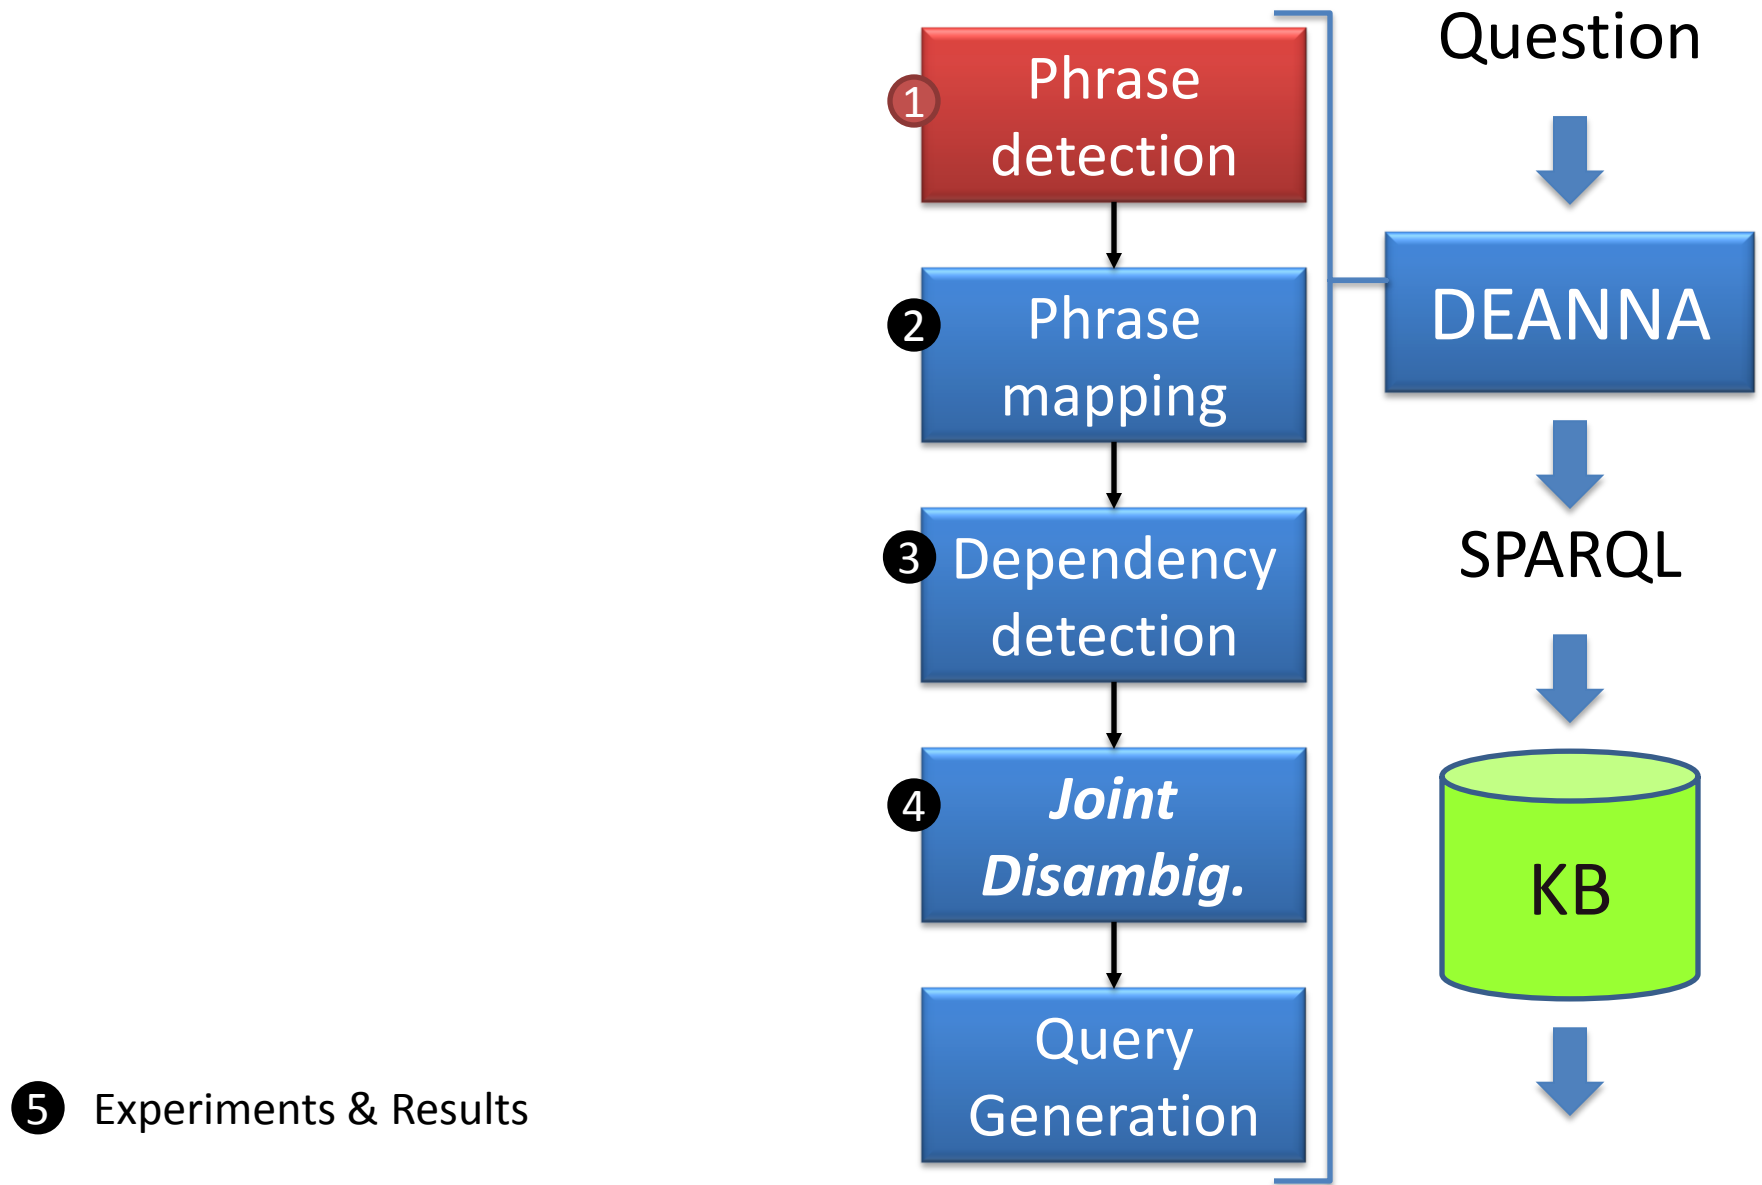 1
Phrase
detection
2
Phrase
mapping
3
Dependency
detection
4
Joint
Disambig.
Query
Generation
Question
DEANNA
SPARQL
KB
5 Experiments & Results